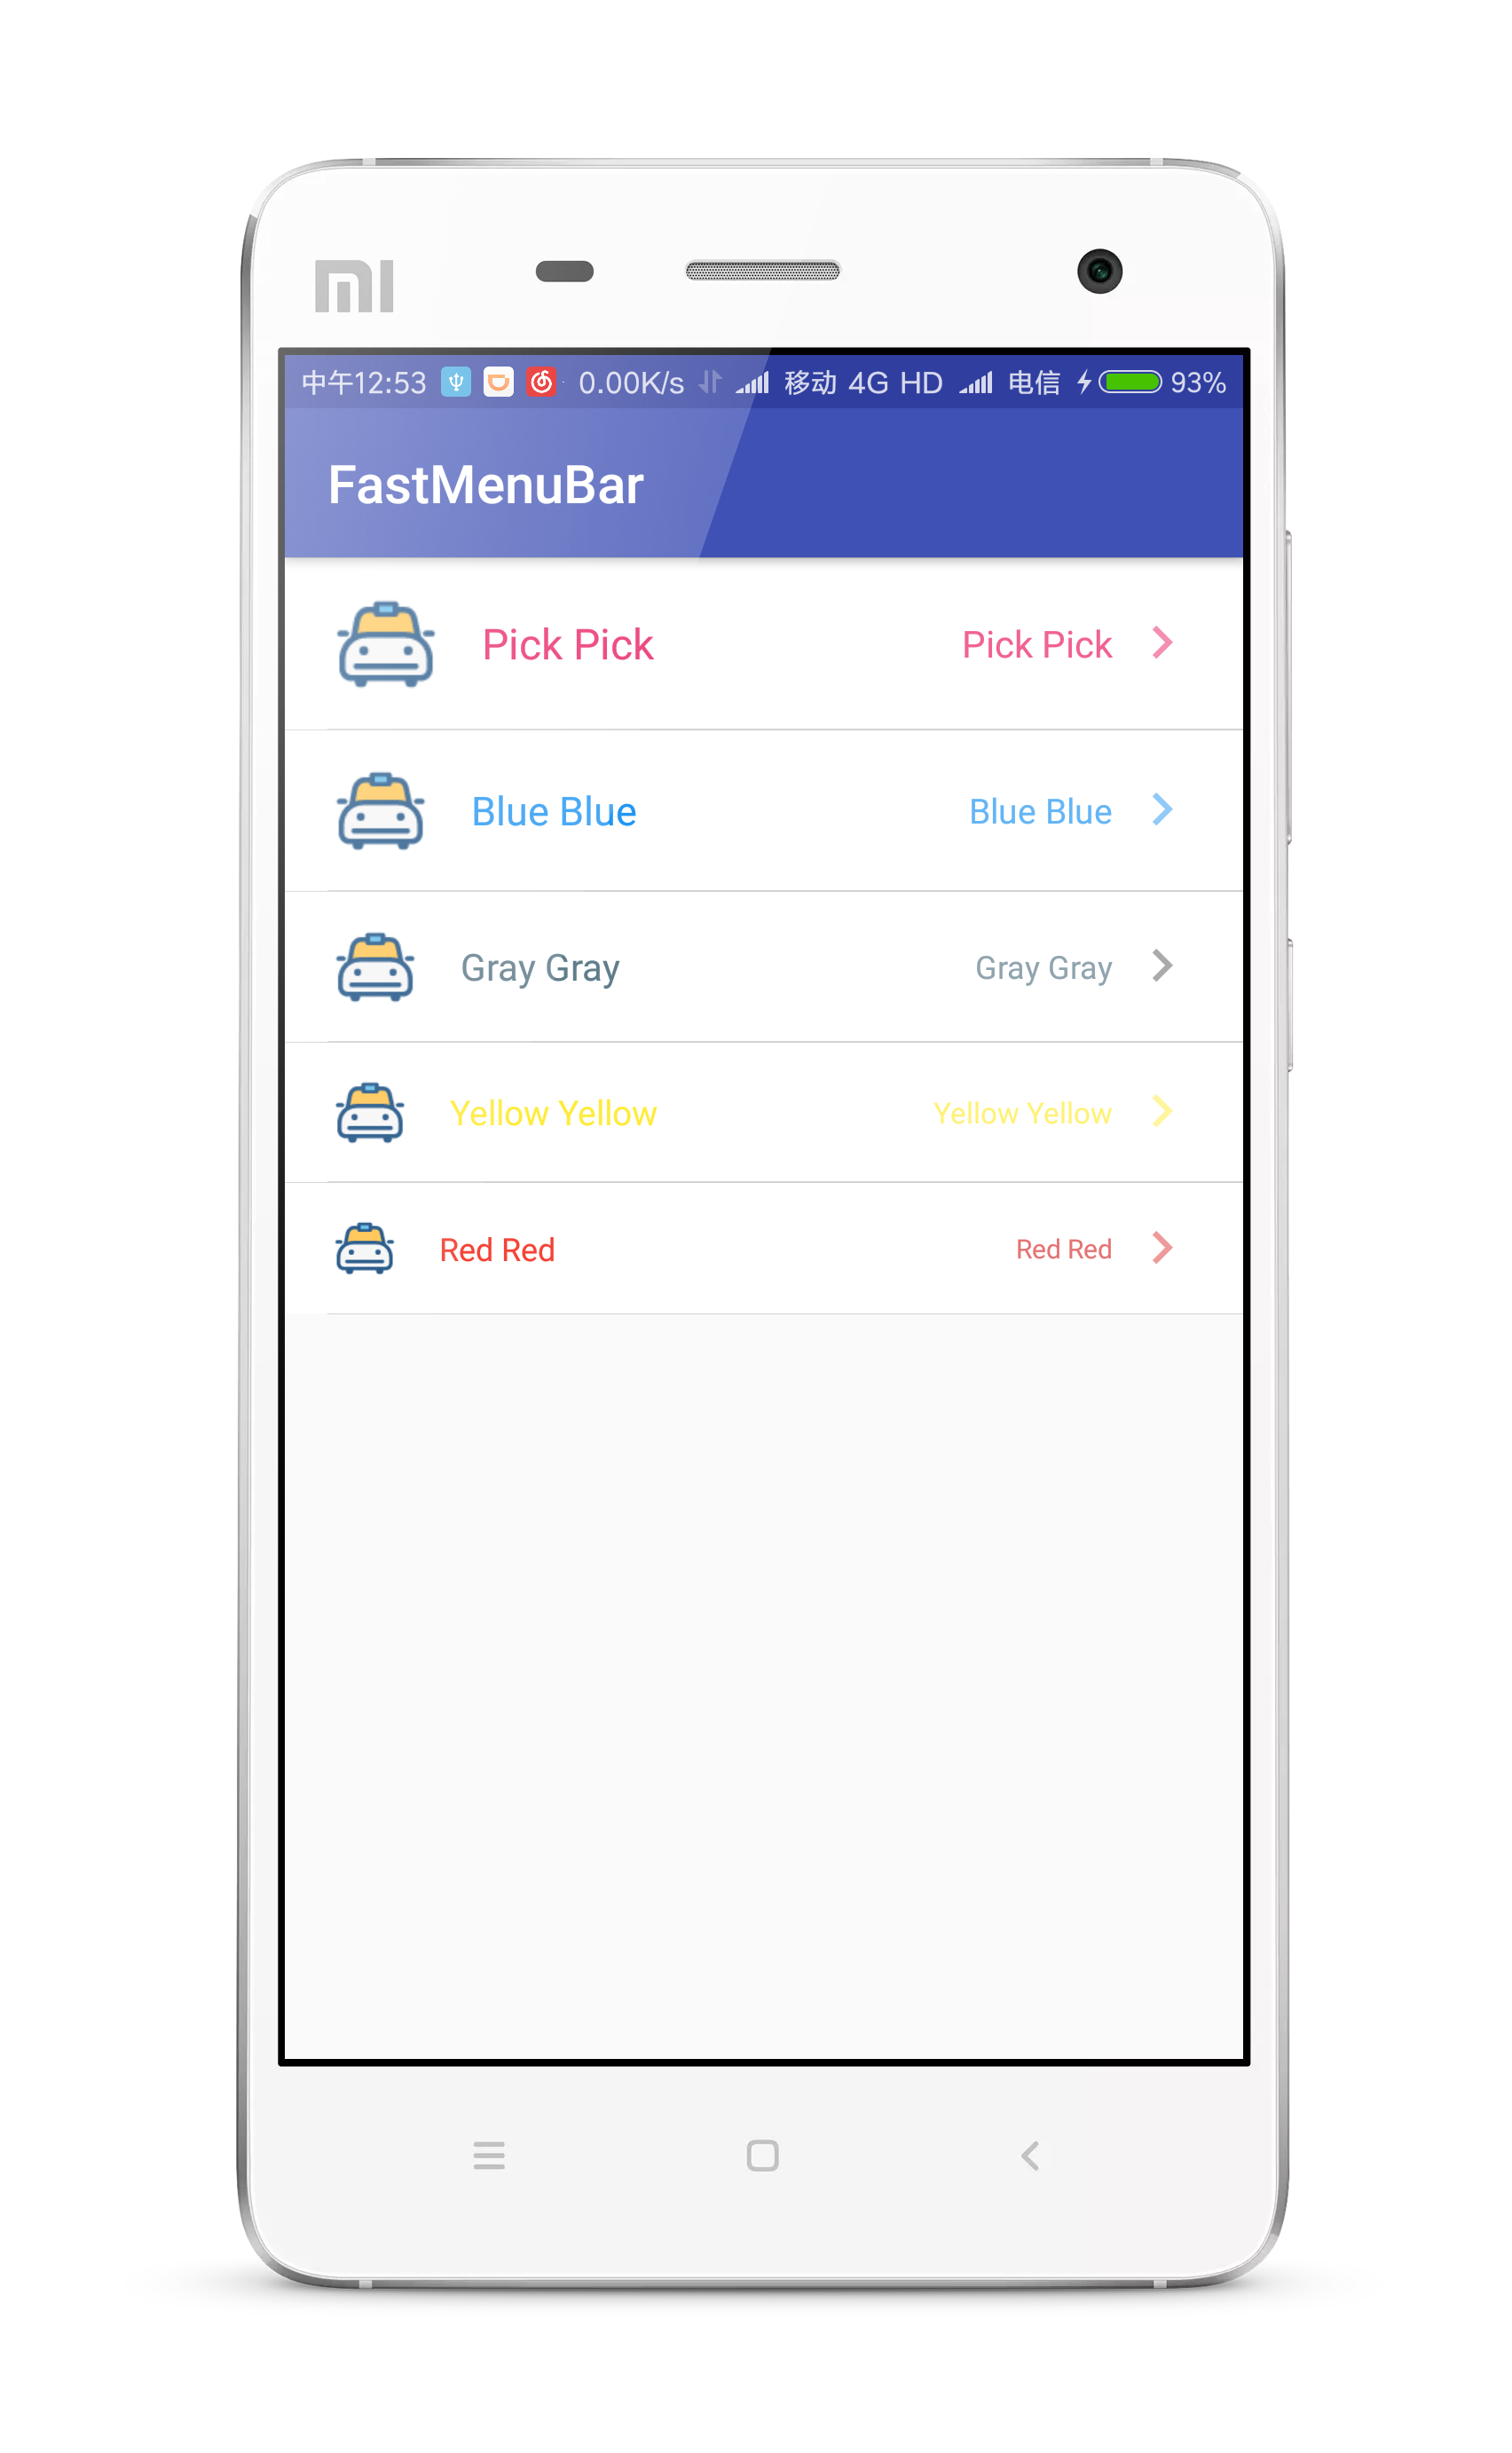 MI
中午12:53 0.00K/s 移动 4G HD 电信 93%
FastMenuBar
Pick Pick Pick Pick
Blue Blue Blue Blue
Gray Gray Gray Gray
Yellow Yellow Yellow Yellow
Red Red Red Red